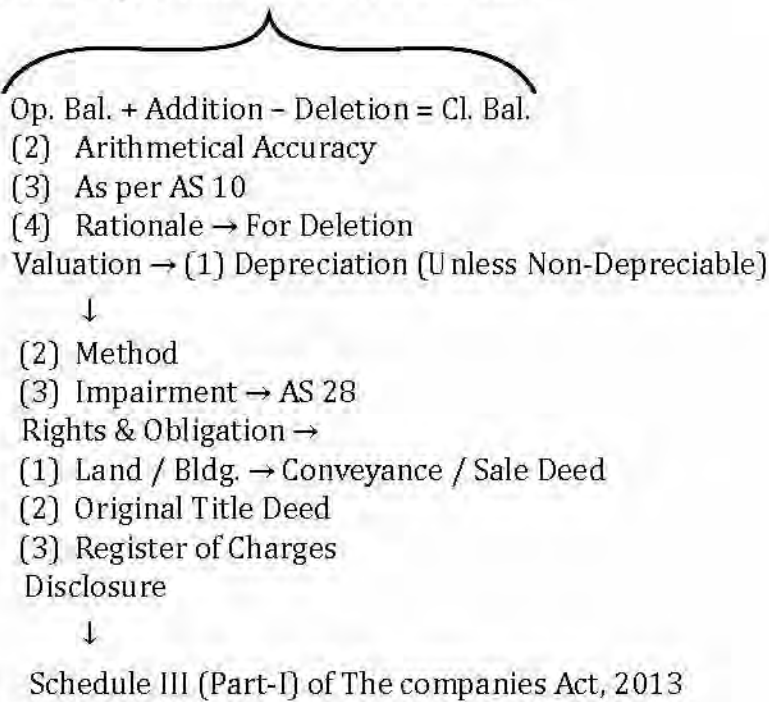 Op. Bal. + Addition – Deletion = Cl. Bal.
(2) Arithmetical Accuracy
(3) As per AS 10
(4) Rationale → For Deletion
Valuation → (1) Depreciation (Unless Non-Depreciable)
↓
(2) Method
(3) Impairment → AS 28
Rights & Obligation →
(1) Land / Bldg. → Conveyance / Sale Deed
(2) Original Title Deed
(3) Register of Charges
Disclosure
↓
Schedule III (Part-I) of The companies Act, 2013